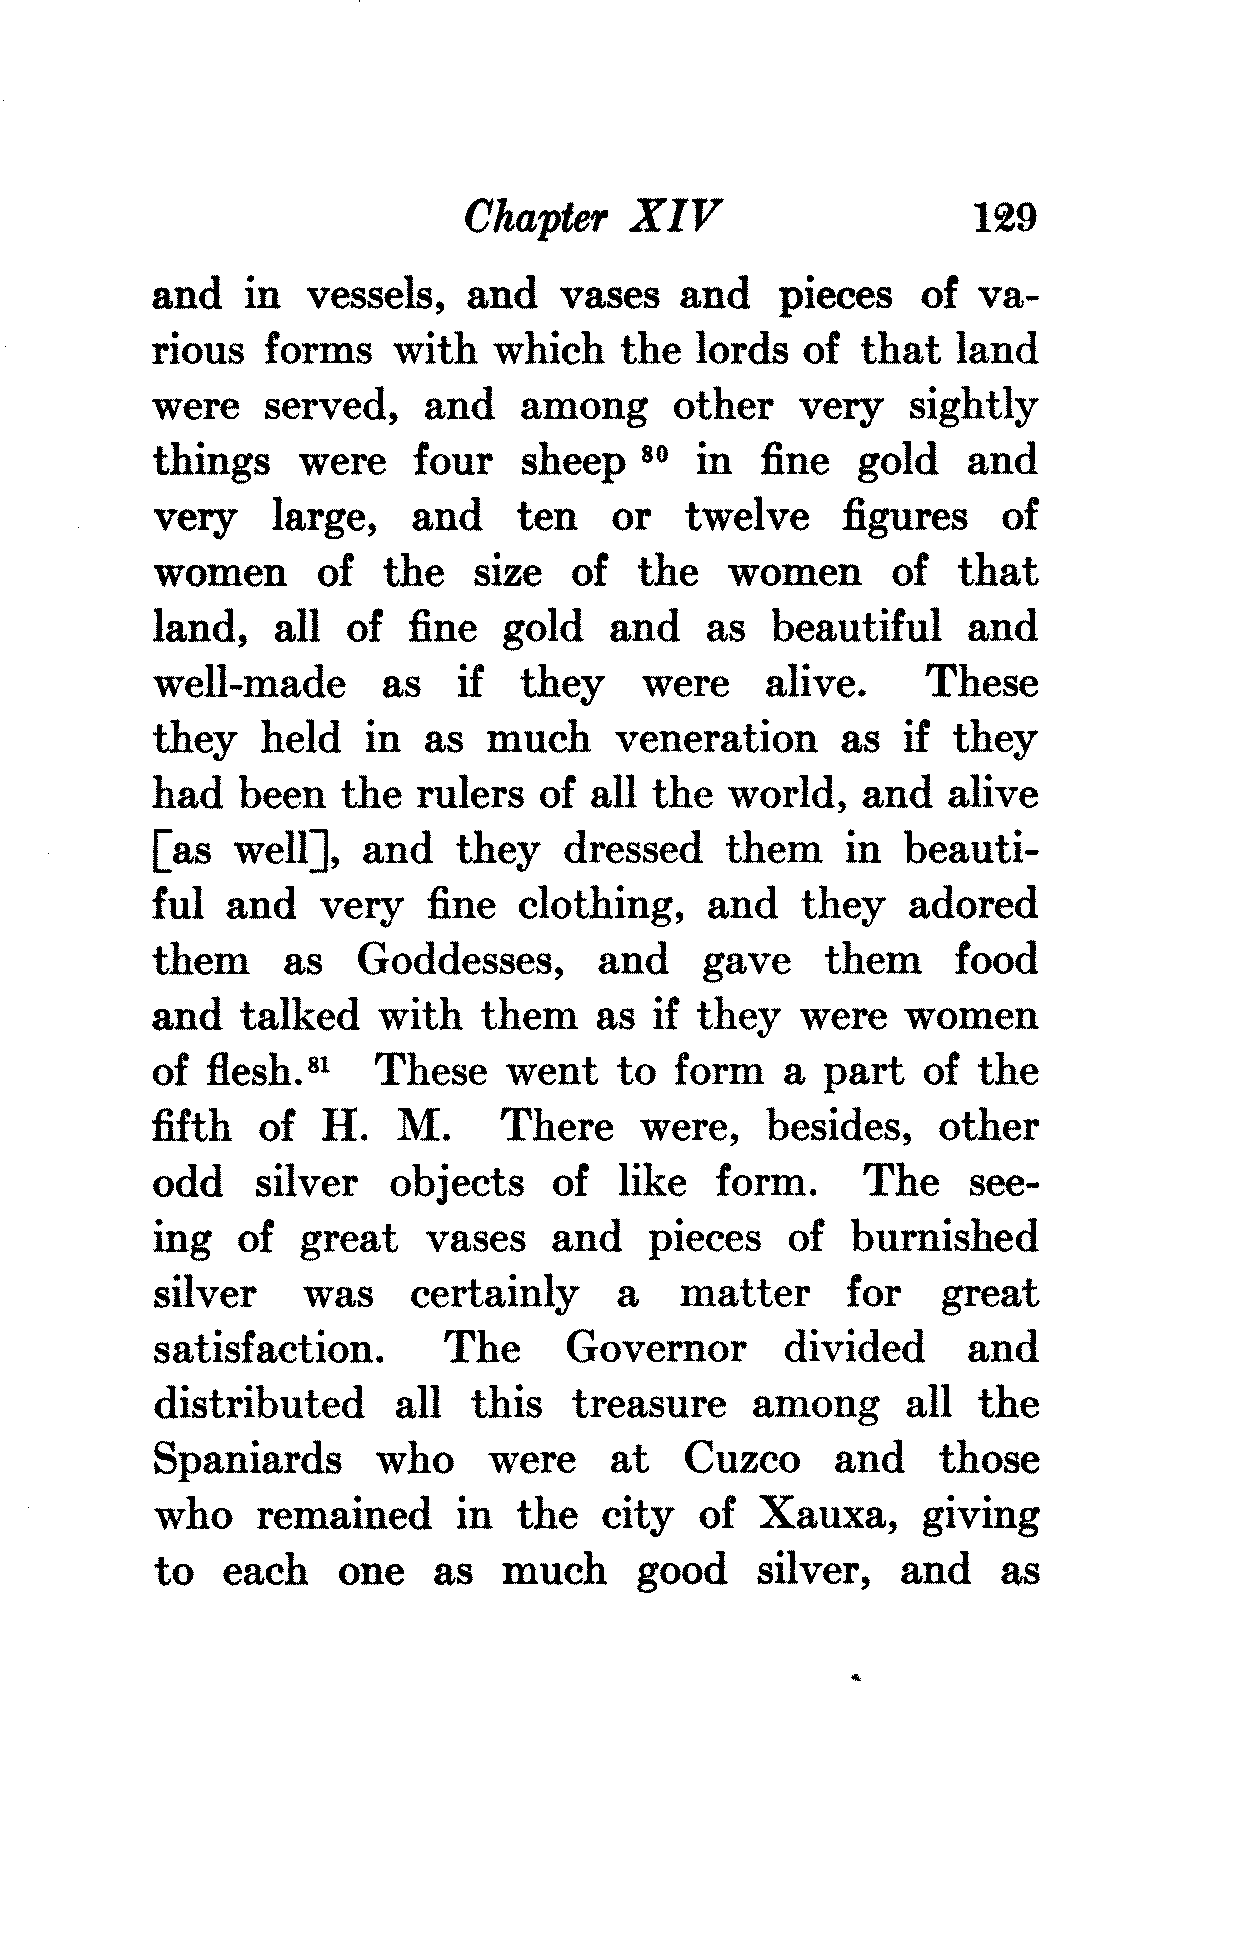 Chapter XIV 129
and in vessels, and vases and pieces of va-
rious forms with which the lords of that land
were served, and among other very sightly
things were four sheep ⁸⁰ in fine gold and
very large, and ten or twelve figures of
women of the size of the women of that
land, all of fine gold and as beautiful and
well-made as if they were alive. These
they held in as much veneration as if they
had been the rulers of all the world, and alive
[as well], and they dressed them in beauti-
ful and very fine clothing, and they adored
them as Goddesses, and gave them food
and talked with them as if they were women
of flesh.⁸¹ These went to form a part of the
fifth of H. M. There were, besides, other
odd silver objects of like form. The see-
ing of great vases and pieces of burnished
silver was certainly a matter for great
satisfaction. The Governor divided and
distributed all this treasure among all the
Spaniards who were at Cuzco and those
who remained in the city of Xauxa, giving
to each one as much good silver, and as